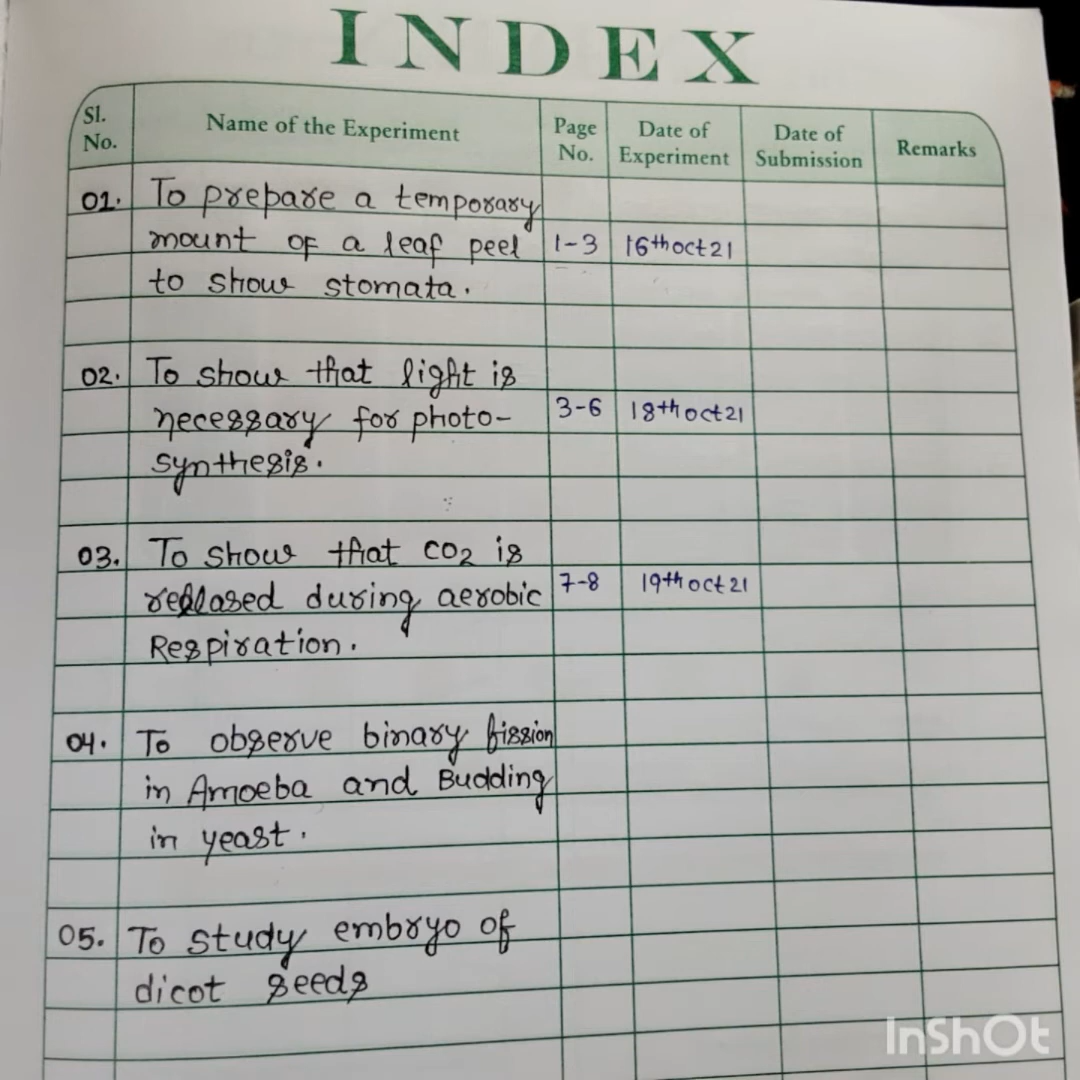 INDEX
Sl. No. Name of the Experiment Page No. Date of Experiment Date of Submission Remarks
01. To prepare a temporary
mount of a leaf peel 1-3 16th oct 21
to show stomata.
02. To show that light is
necessary for photo- 3-6 18th oct 21
synthesis.
03. To show that CO2 is
released during aerobic 7-8 19th oct 21
Respiration.
04. To observe binary fission
in Amoeba and Budding
in yeast.
05. To study embryo of
dicot seeds
InShOt